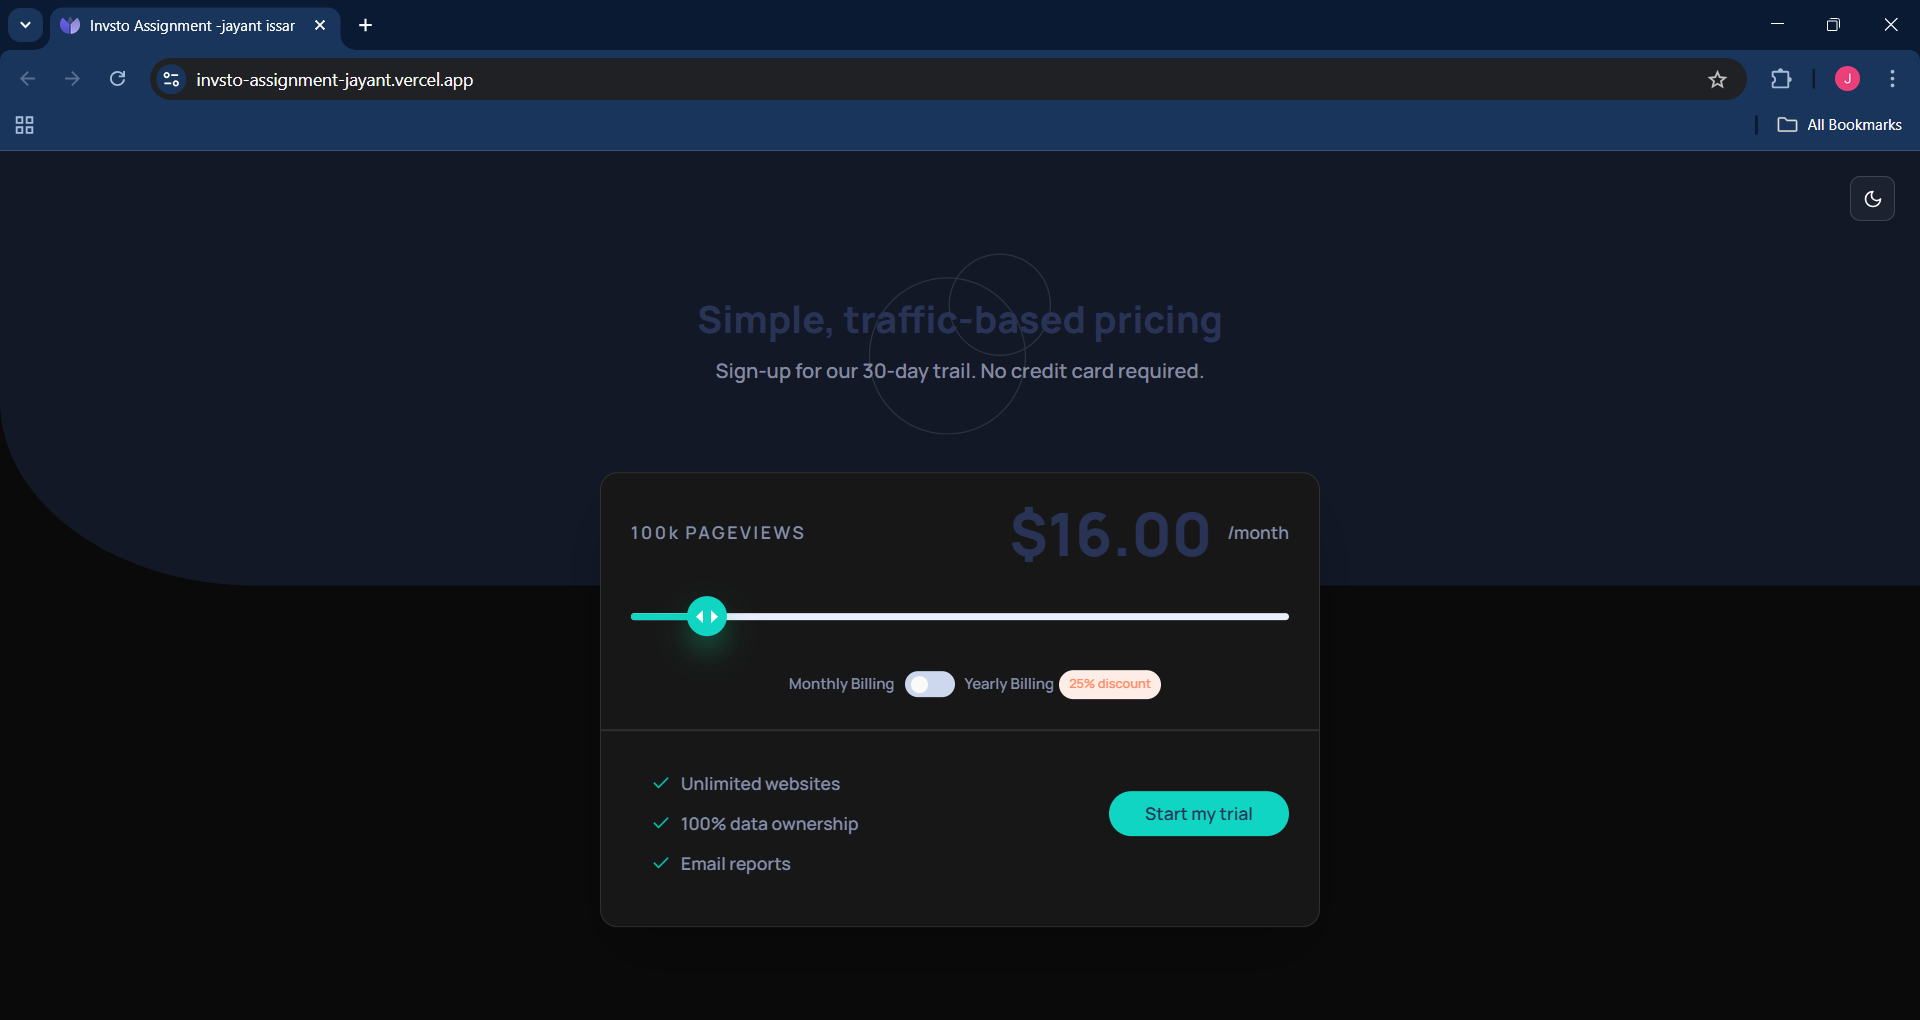 Invsto Assignment -jayant issar
invsto-assignment-jayant.vercel.app
J
All Bookmarks
Simple, traffic-based pricing
Sign-up for our 30-day trail. No credit card required.
100k PAGEVIEWS
$16.00 /month
Monthly Billing Yearly Billing 25% discount
Unlimited websites
100% data ownership
Email reports
Start my trial